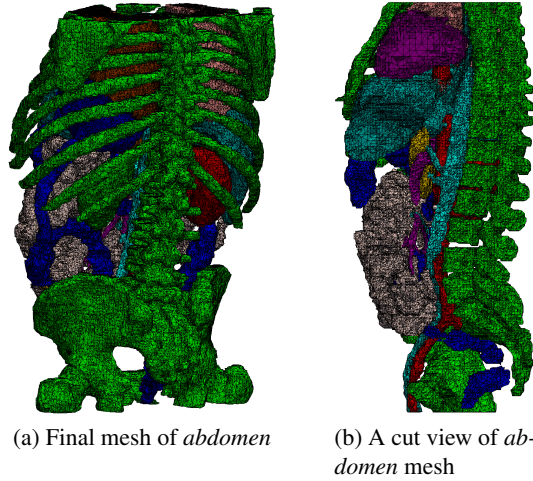 (a) Final mesh of abdomen
(b) A cut view of ab-
domen mesh